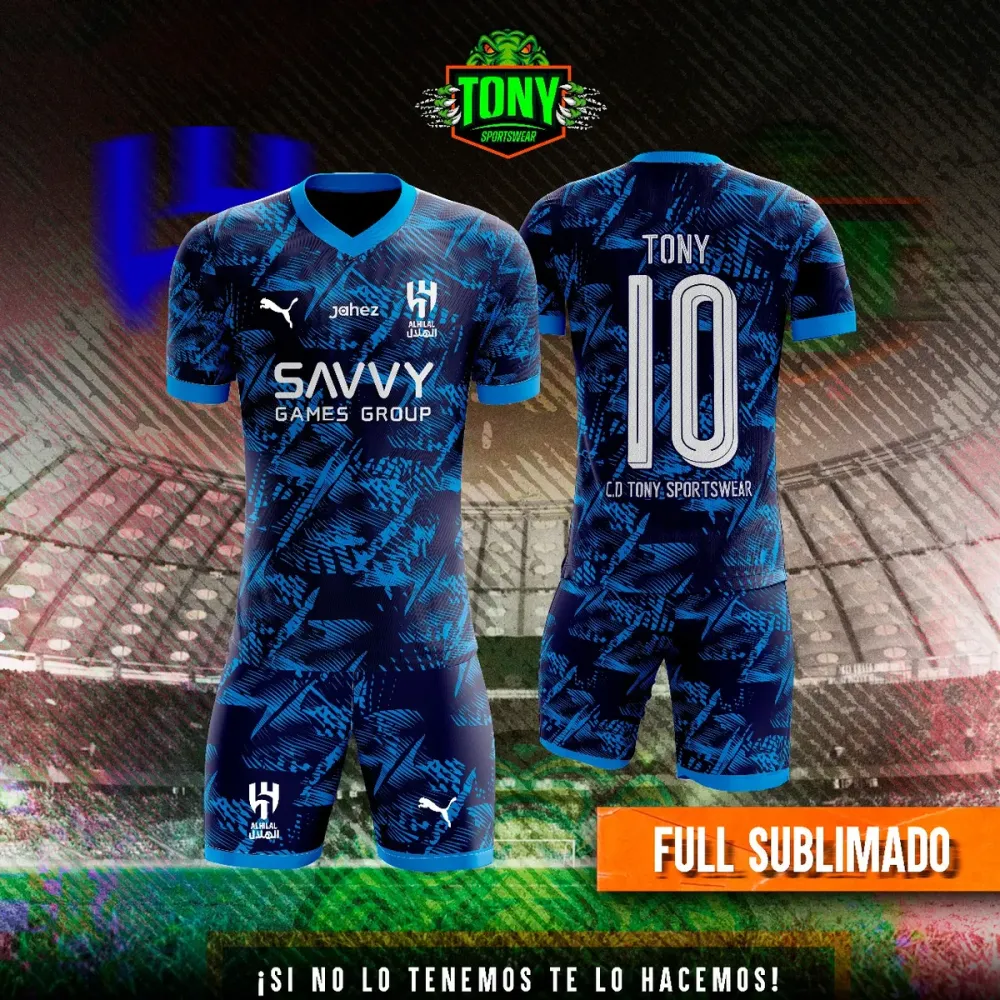 TONY
SPORTSWEAR
jahez
ALHILAL
الهلال
SAVVY
GAMES GROUP
TONY
10
C.D TONY SPORTSWEAR
ALHILAL
الهلال
FULL SUBLIMADO
¡SI NO LO TENEMOS TE LO HACEMOS!